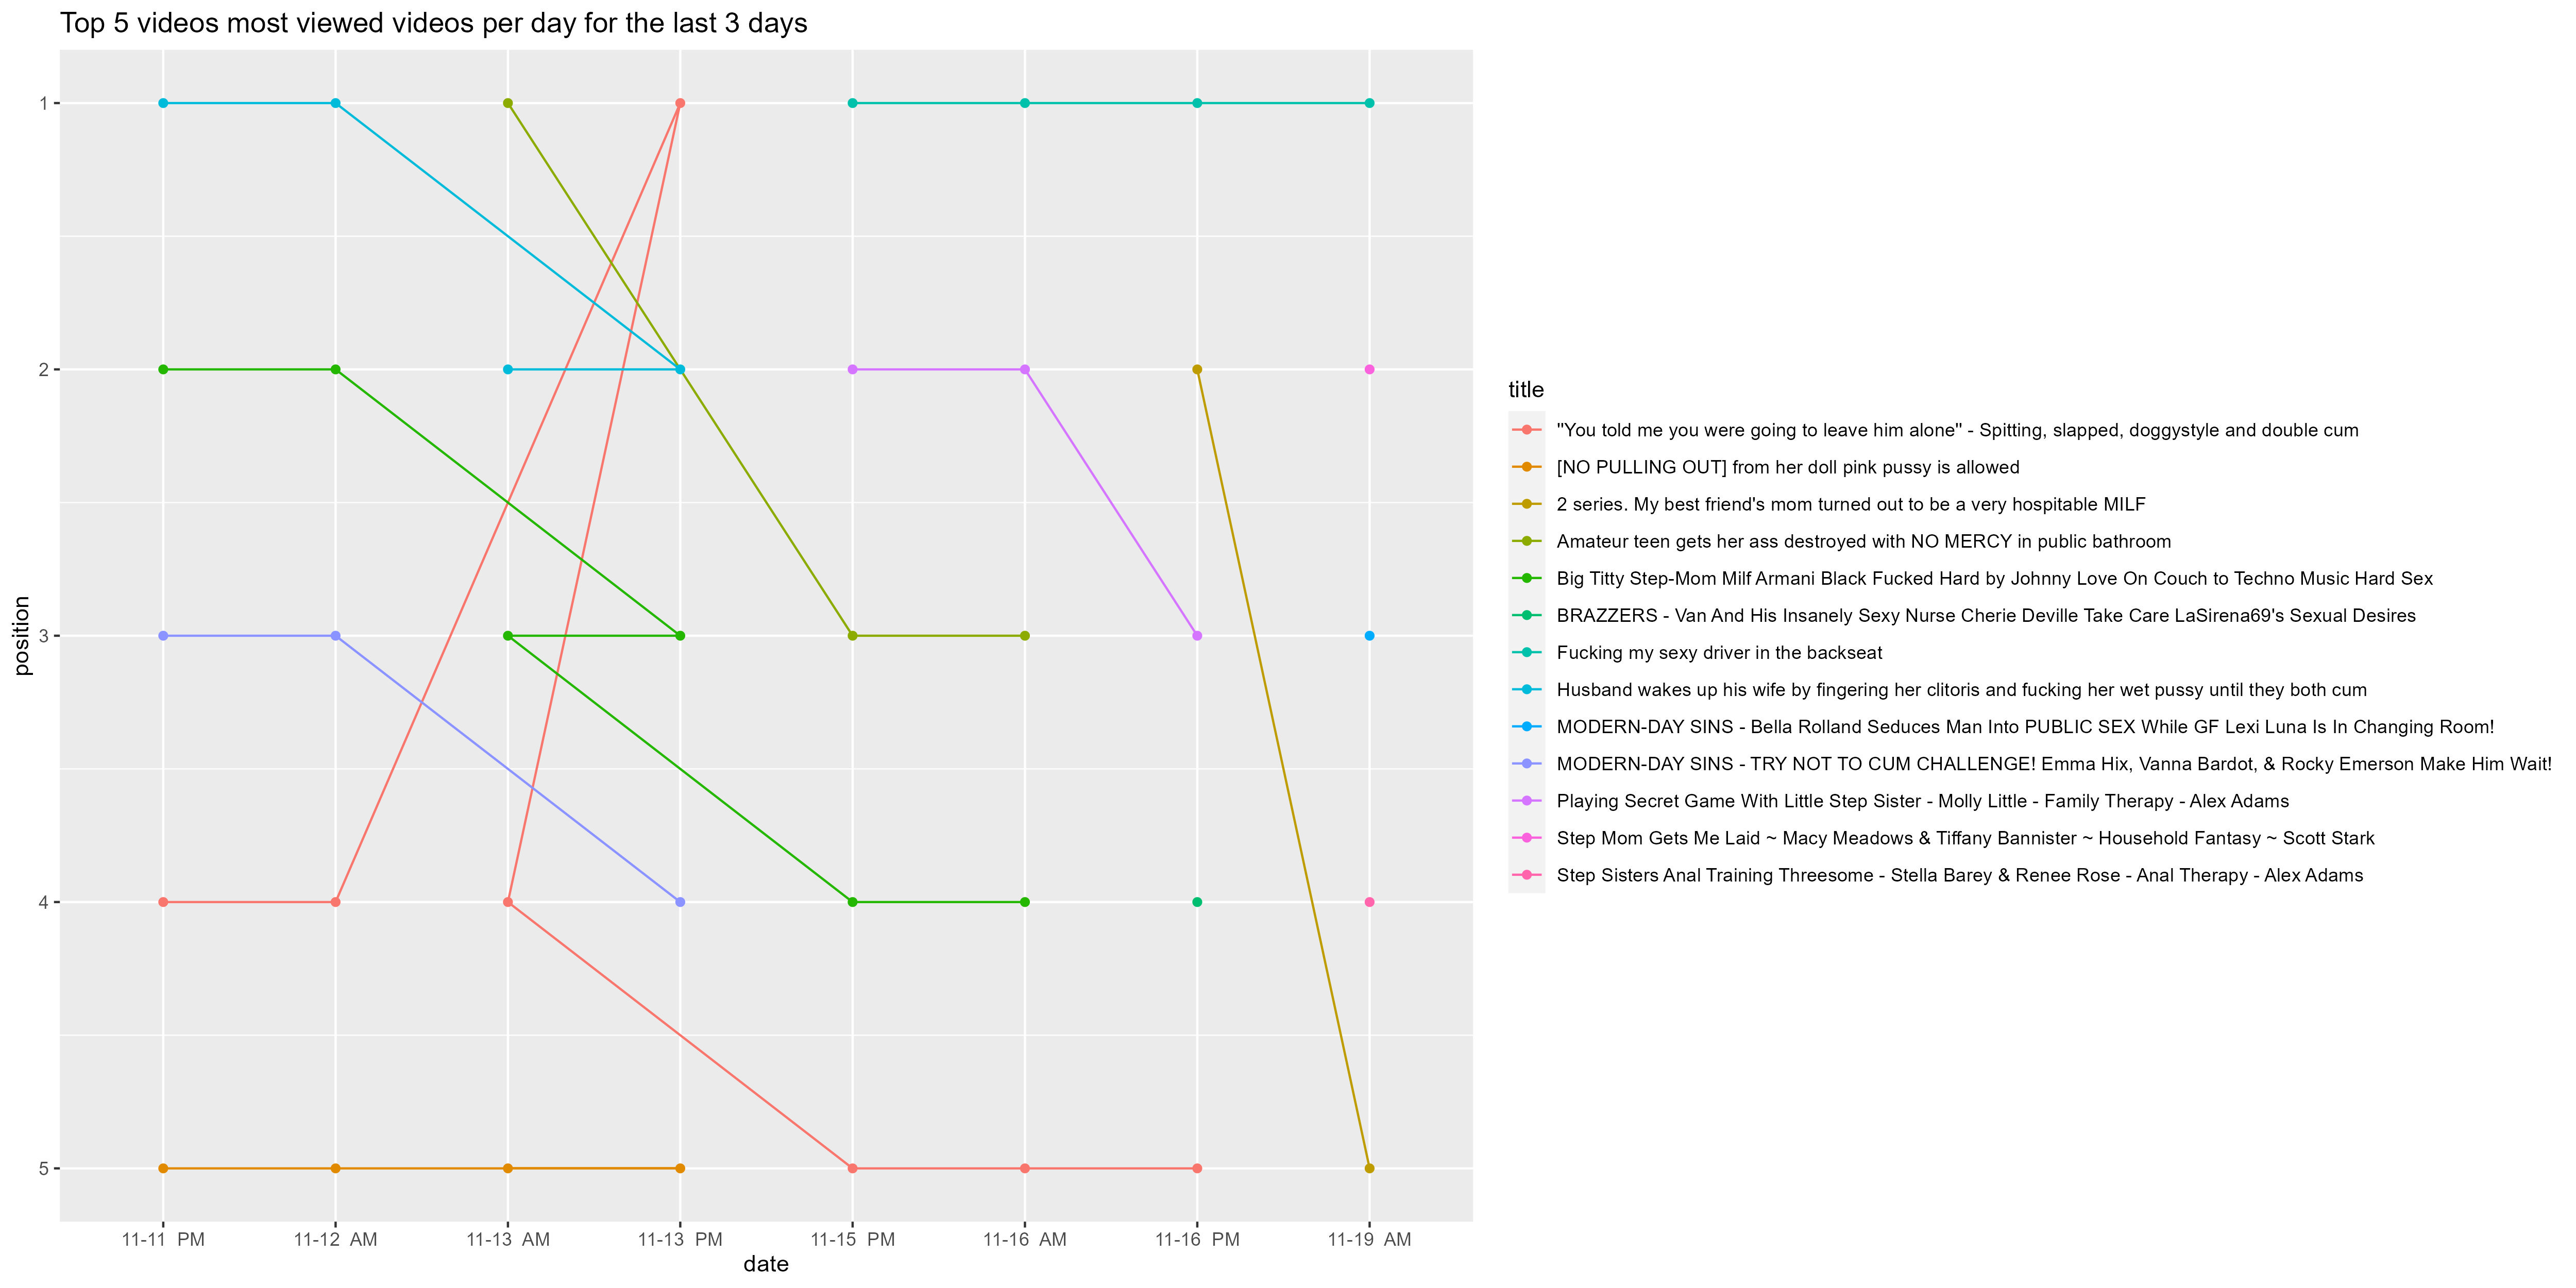 Top 5 videos most viewed videos per day for the last 3 days
position
1
2
3
4
5
11-11 PM
11-12 AM
11-13 AM
11-13 PM
11-15 PM
11-16 AM
11-16 PM
11-19 AM
date
title
"You told me you were going to leave him alone" - Spitting, slapped, doggystyle and double cum
[NO PULLING OUT] from her doll pink pussy is allowed
2 series. My best friend's mom turned out to be a very hospitable MILF
Amateur teen gets her ass destroyed with NO MERCY in public bathroom
Big Titty Step-Mom Milf Armani Black Fucked Hard by Johnny Love On Couch to Techno Music Hard Sex
BRAZZERS - Van And His Insanely Sexy Nurse Cherie Deville Take Care LaSirena69's Sexual Desires
Fucking my sexy driver in the backseat
Husband wakes up his wife by fingering her clitoris and fucking her wet pussy until they both cum
MODERN-DAY SINS - Bella Rolland Seduces Man Into PUBLIC SEX While GF Lexi Luna Is In Changing Room!
MODERN-DAY SINS - TRY NOT TO CUM CHALLENGE! Emma Hix, Vanna Bardot, & Rocky Emerson Make Him Wait!
Playing Secret Game With Little Step Sister - Molly Little - Family Therapy - Alex Adams
Step Mom Gets Me Laid ~ Macy Meadows & Tiffany Bannister ~ Household Fantasy ~ Scott Stark
Step Sisters Anal Training Threesome - Stella Barey & Renee Rose - Anal Therapy - Alex Adams